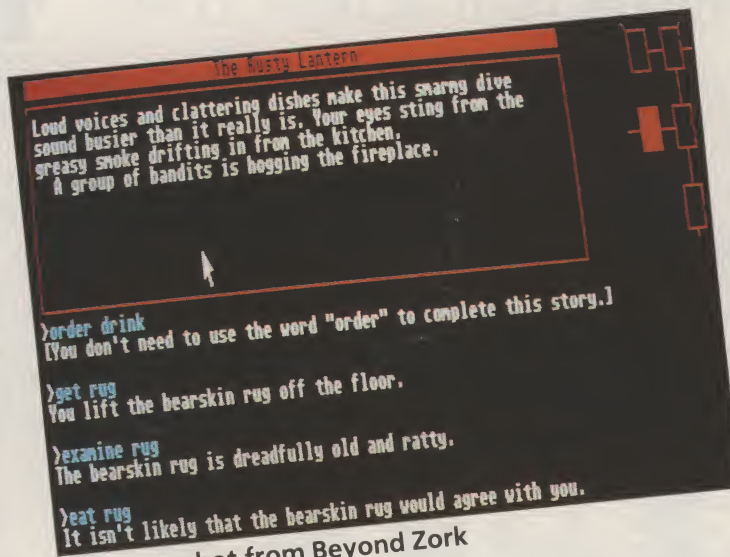 The Rusty Lantern
Loud voices and clattering dishes make this smarmy dive
sound busier than it really is. Your eyes sting from the
greasy smoke drifting in from the kitchen.
A group of bandits is hogging the fireplace.
>order drink
[You don't need to use the word "order" to complete this story.]
>get rug
You lift the bearskin rug off the floor.
>examine rug
The bearskin rug is dreadfully old and ratty.
>eat rug
It isn't likely that the bearskin rug would agree with you.
from Beyond Zork